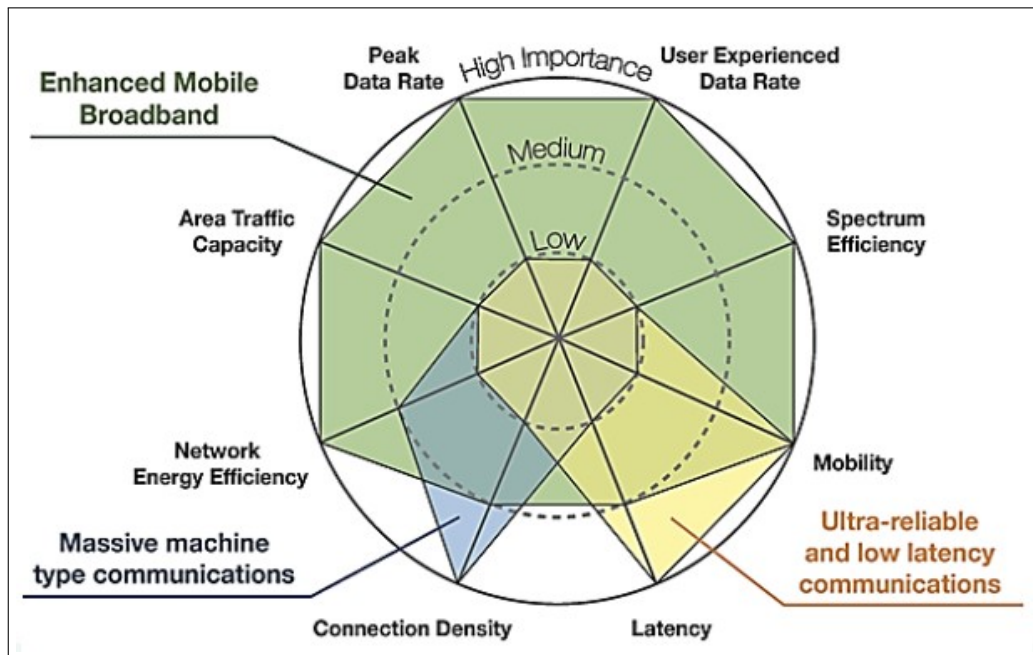 Peak
Data Rate
High Importance
User Experienced
Data Rate
Enhanced Mobile
Broadband
Medium
Area Traffic
Capacity
Low
Spectrum
Efficiency
Network
Energy Efficiency
Mobility
Massive machine
type communications
Ultra-reliable
and low latency
communications
Connection Density
Latency